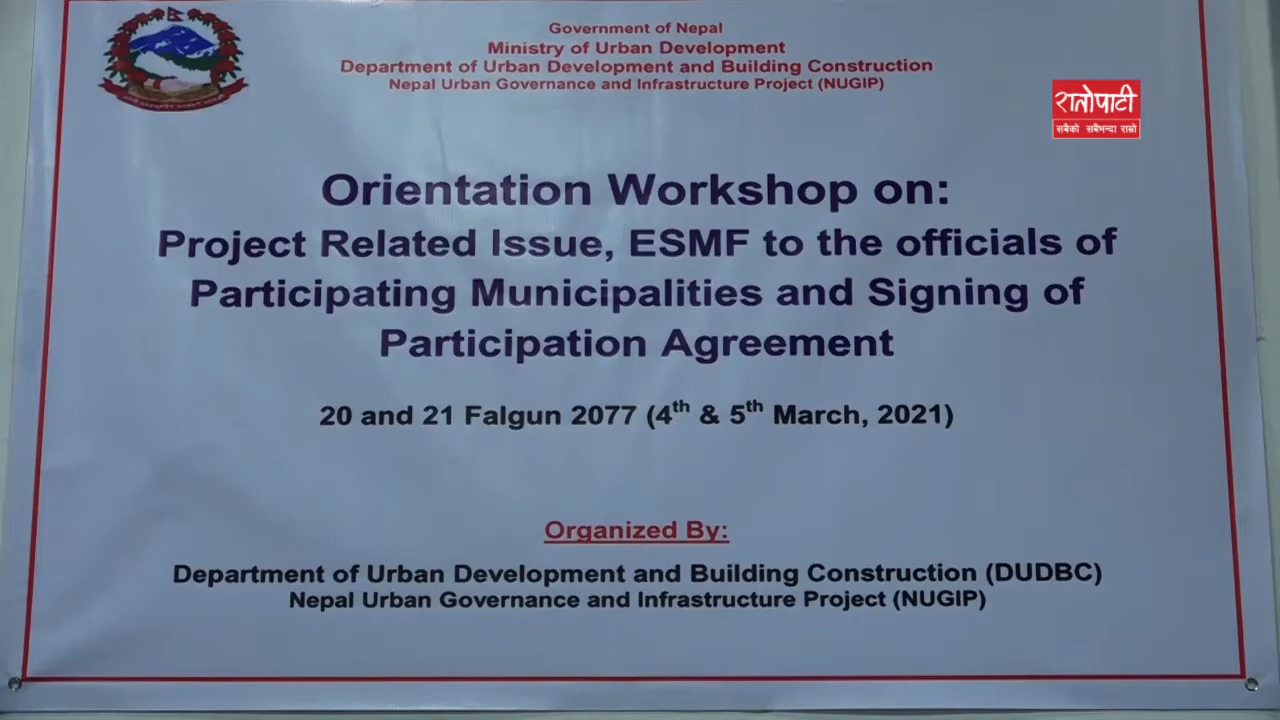 Government of Nepal
Ministry of Urban Development
Department of Urban Development and Building Construction
Nepal Urban Governance and Infrastructure Project (NUGIP)
रातोपाटी
सबैको सबैभन्दा राम्रो
Orientation Workshop on:
Project Related Issue, ESMF to the officials of
Participating Municipalities and Signing of
Participation Agreement
20 and 21 Falgun 2077 (4th & 5th March, 2021)
Organized By:
Department of Urban Development and Building Construction (DUDBC)
Nepal Urban Governance and Infrastructure Project (NUGIP)